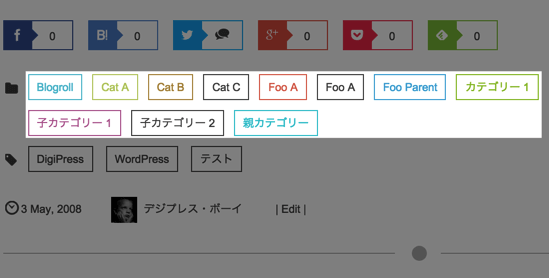 f 0 B! 0 g+ 0 0 0
Blogroll Cat A Cat B Cat C Foo A Foo A Foo Parent カテゴリー 1
子カテゴリー 1 子カテゴリー 2 親カテゴリー
DigiPress WordPress テスト
3 May, 2008 デジプレス・ボーイ | Edit |